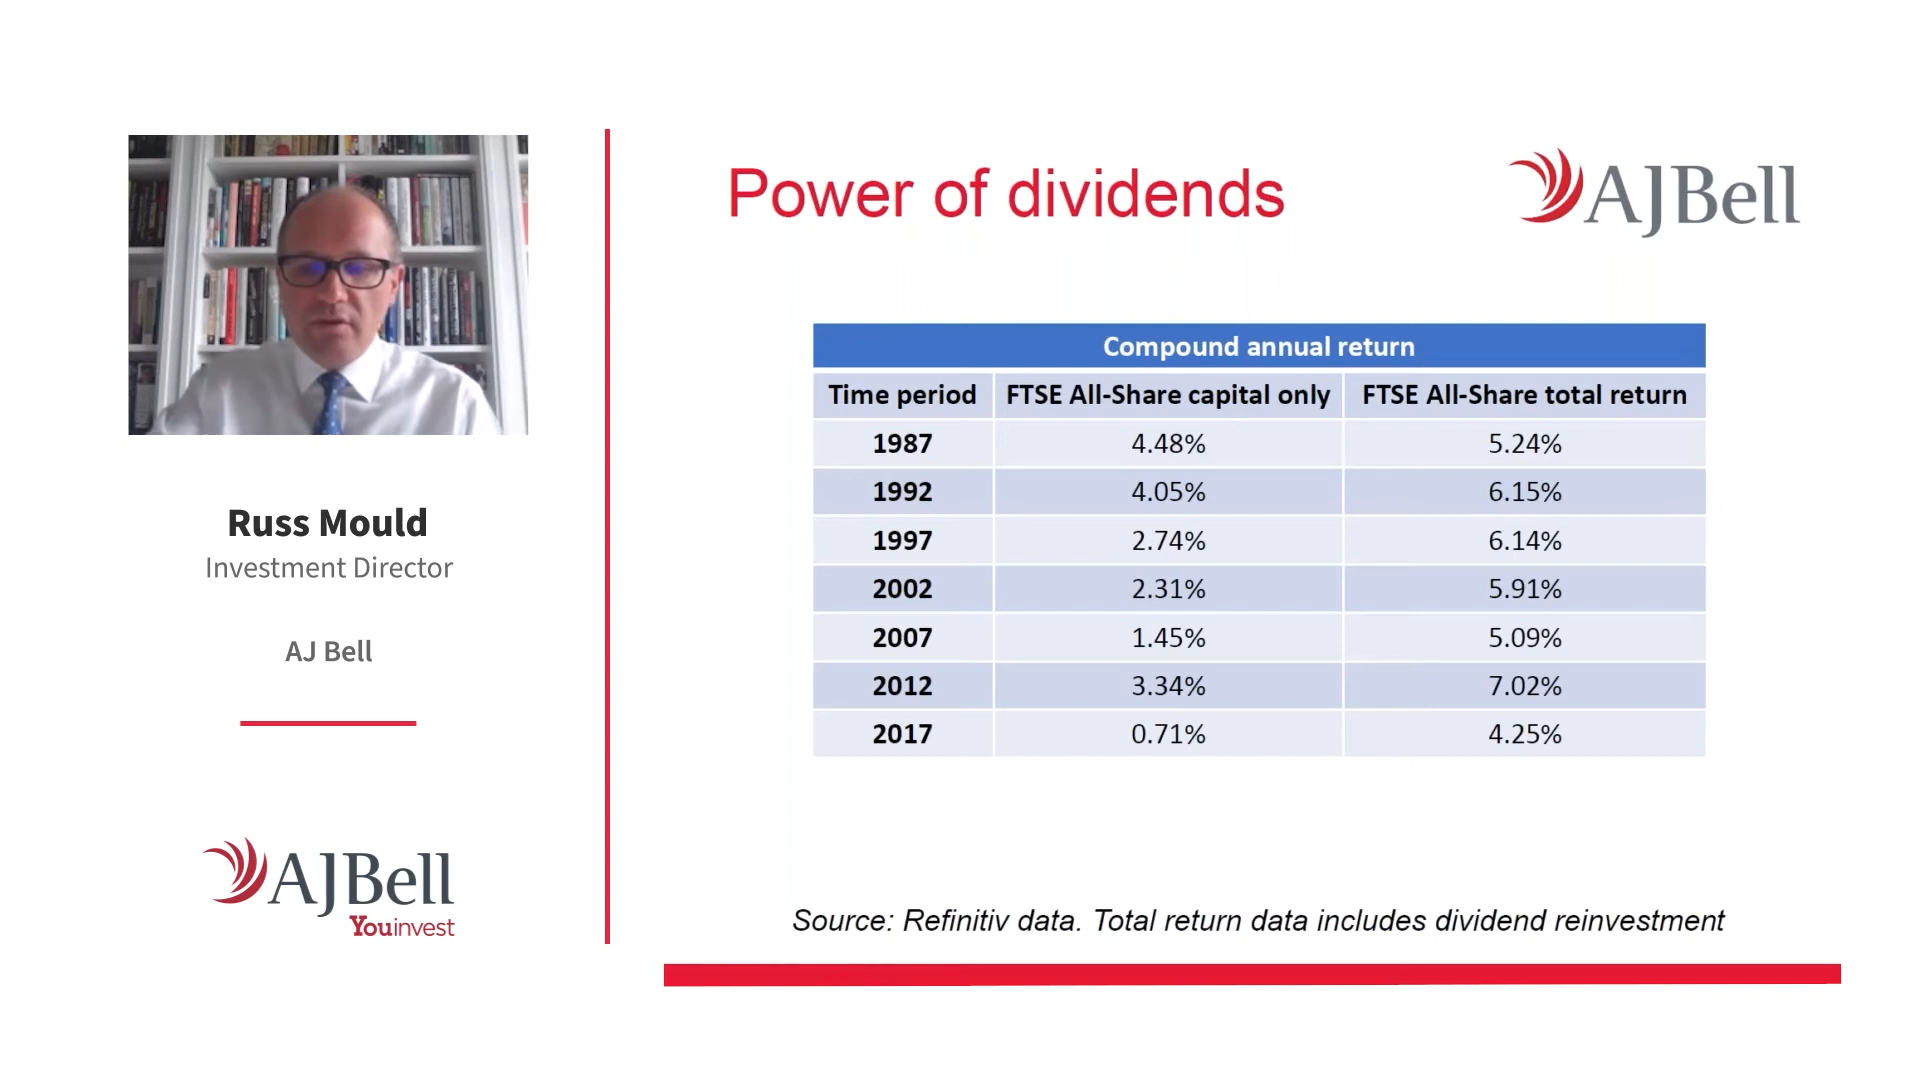 Power of dividends
AJBell
Compound annual return
Time period FTSE All-Share capital only FTSE All-Share total return
1987 4.48% 5.24%
1992 4.05% 6.15%
1997 2.74% 6.14%
2002 2.31% 5.91%
2007 1.45% 5.09%
2012 3.34% 7.02%
2017 0.71% 4.25%
Source: Refinitiv data. Total return data includes dividend reinvestment
Russ Mould
Investment Director
AJ Bell
AJBell
Youinvest